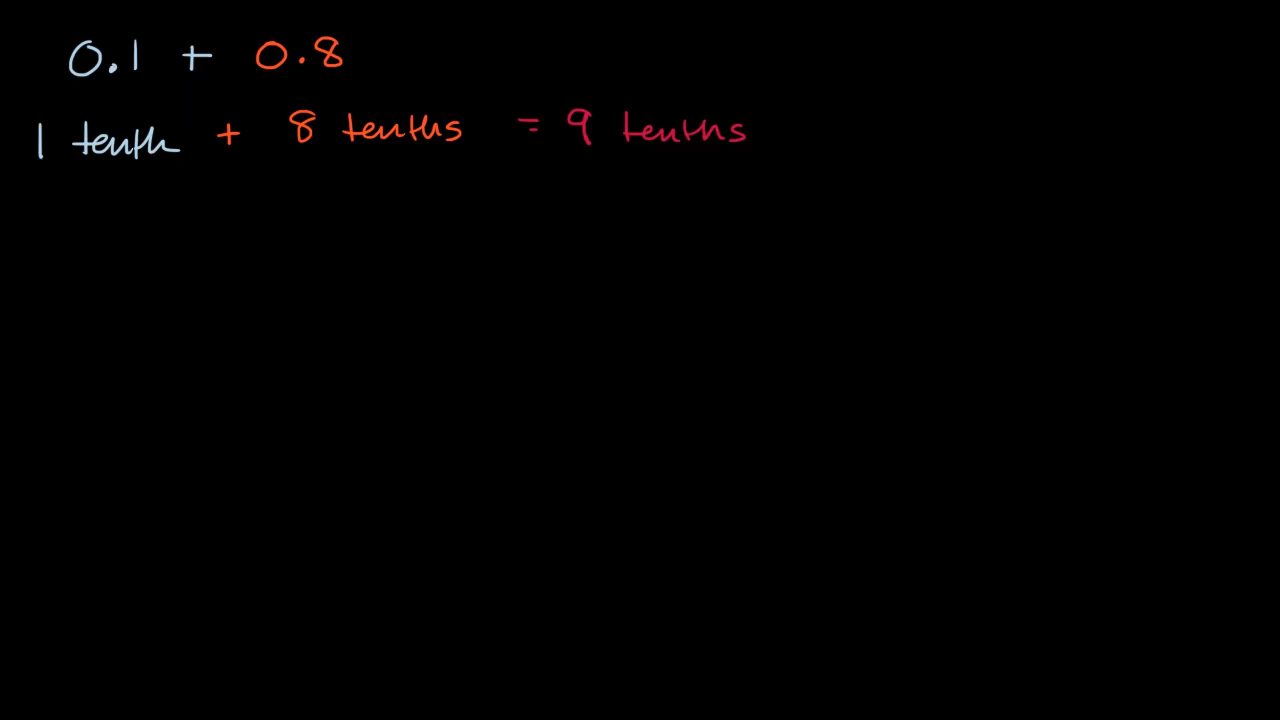 0.1 + 0.8
1 tenth + 8 tenths = 9 tenths